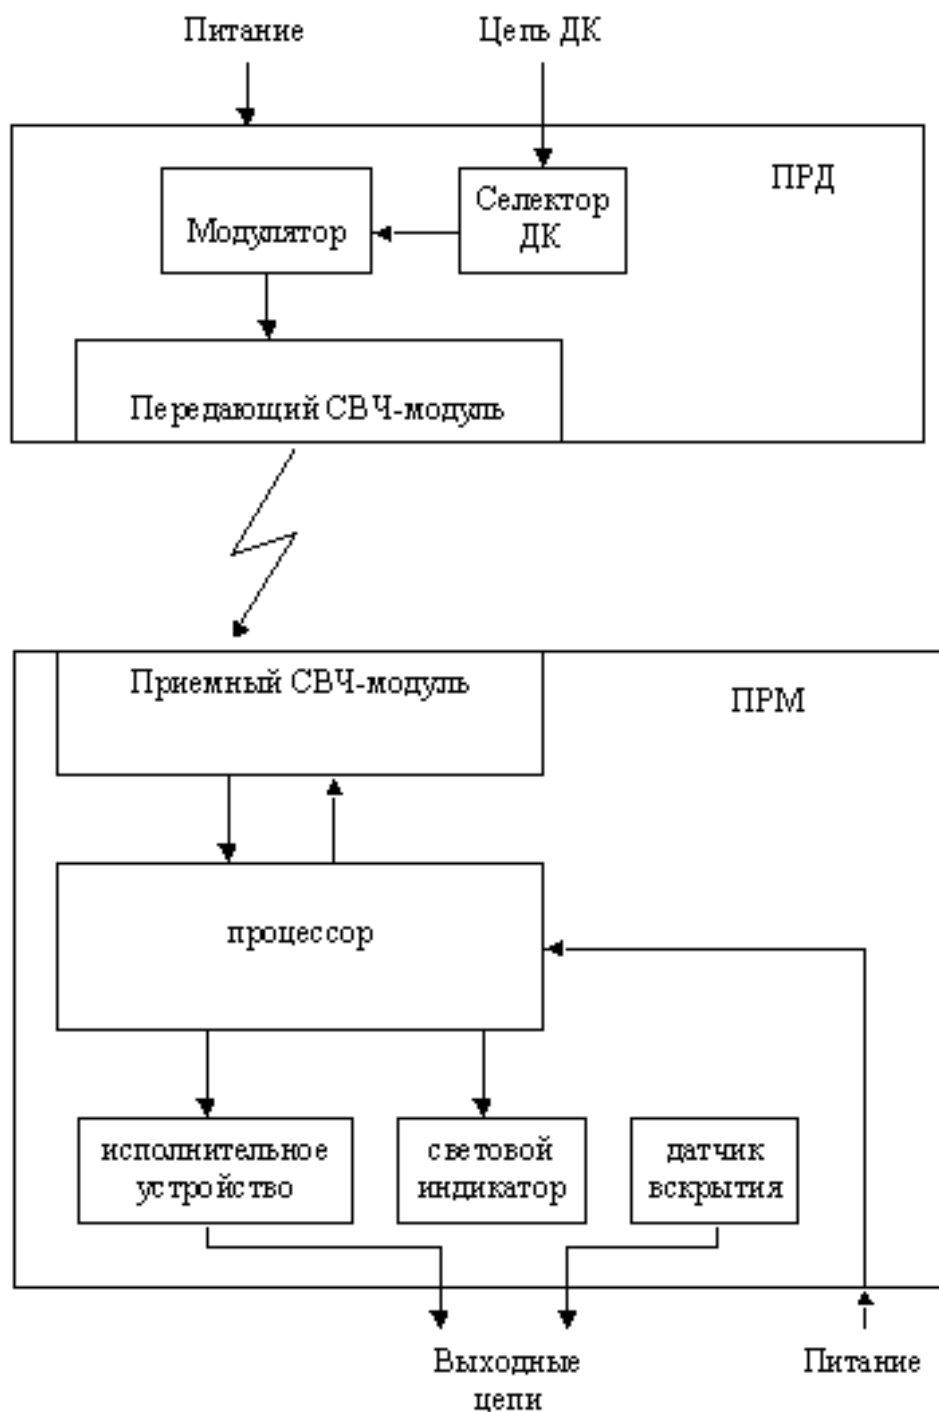 Питание
Цепь ДК
ПРД
Селектор
ДК
Модулятор
Передающий СВЧ-модуль
Приемный СВЧ-модуль
ПРМ
процессор
исполнительное
устройство
световой
индикатор
датчик
вскрытия
Выходные
цепи
Питание